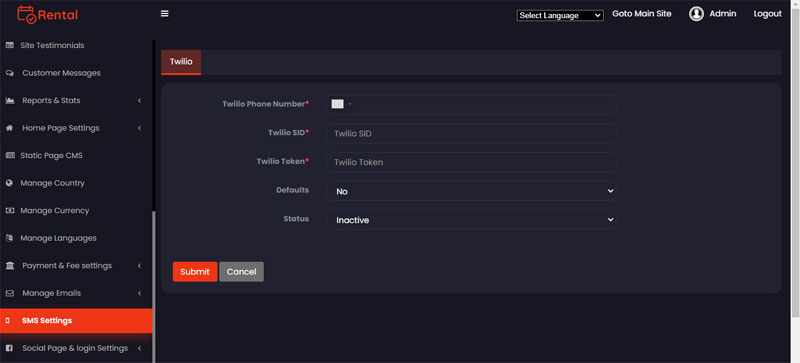 Rental
Select Language
Goto Main Site
Admin
Logout
Site Testimonials
Customer Messages
Reports & Stats
Home Page Settings
Static Page CMS
Manage Country
Manage Currency
Manage Languages
Payment & Fee settings
Manage Emails
SMS Settings
Social Page & login Settings
Twilio
Twilio Phone Number*
Twilio SID*
Twilio SID
Twilio Token*
Twilio Token
Defaults
No
Status
Inactive
Submit
Cancel